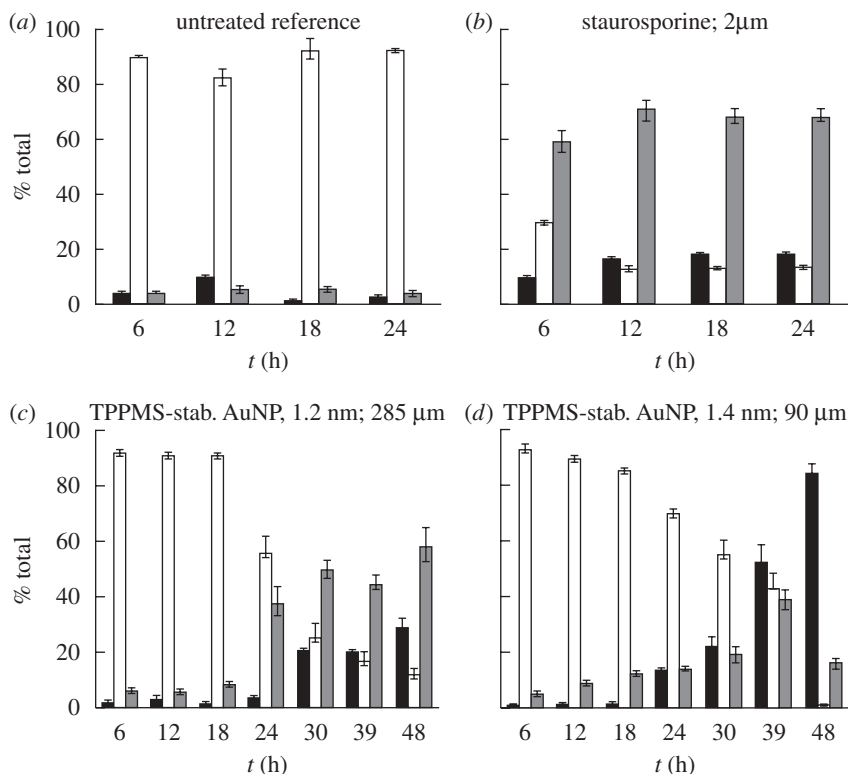 (a) untreated reference
(b) staurosporine; 2μm
100
80
60
40
20
0
% total
6 12 18 24
t (h)
6 12 18 24
t (h)
(c) TPPMS-stab. AuNP, 1.2 nm; 285 μm
(d) TPPMS-stab. AuNP, 1.4 nm; 90 μm
100
80
60
40
20
0
% total
6 12 18 24 30 39 48
t (h)
6 12 18 24 30 39 48
t (h)